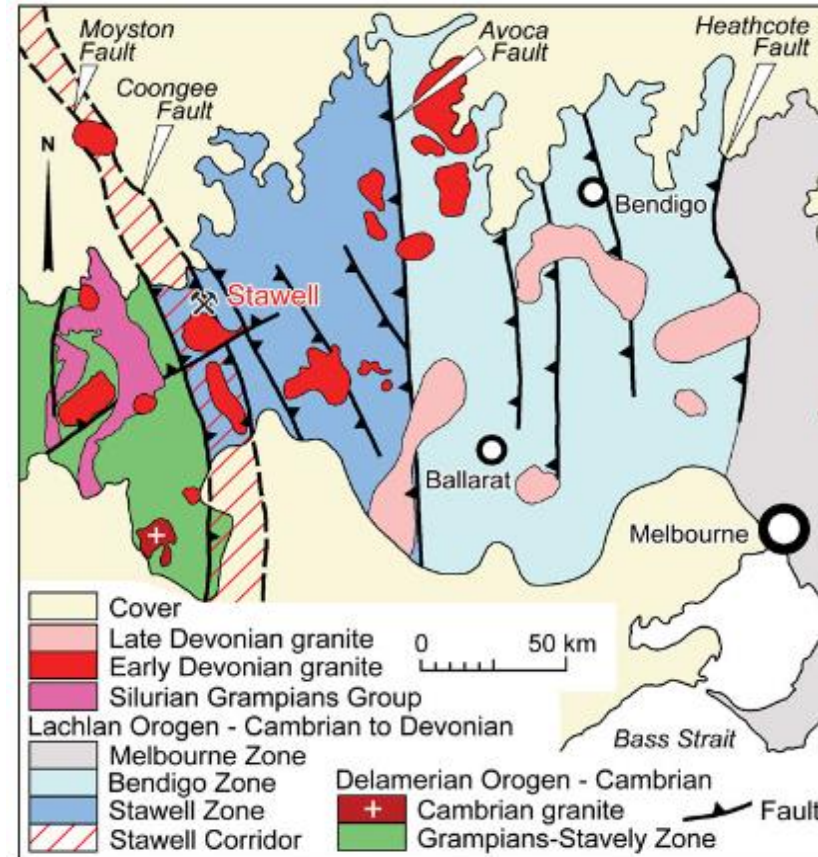 Moyston
Fault
Coongee
Fault
Avoca
Fault
Heathcote
Fault
N
Bendigo
Stawell
Ballarat
Melbourne
Cover
Late Devonian granite
Early Devonian granite
Silurian Grampians Group
0 50 km
Lachlan Orogen - Cambrian to Devonian
Melbourne Zone
Bendigo Zone
Stawell Zone
Stawell Corridor
Bass Strait
Delamerian Orogen - Cambrian
Cambrian granite
Grampians-Stavely Zone
Fault